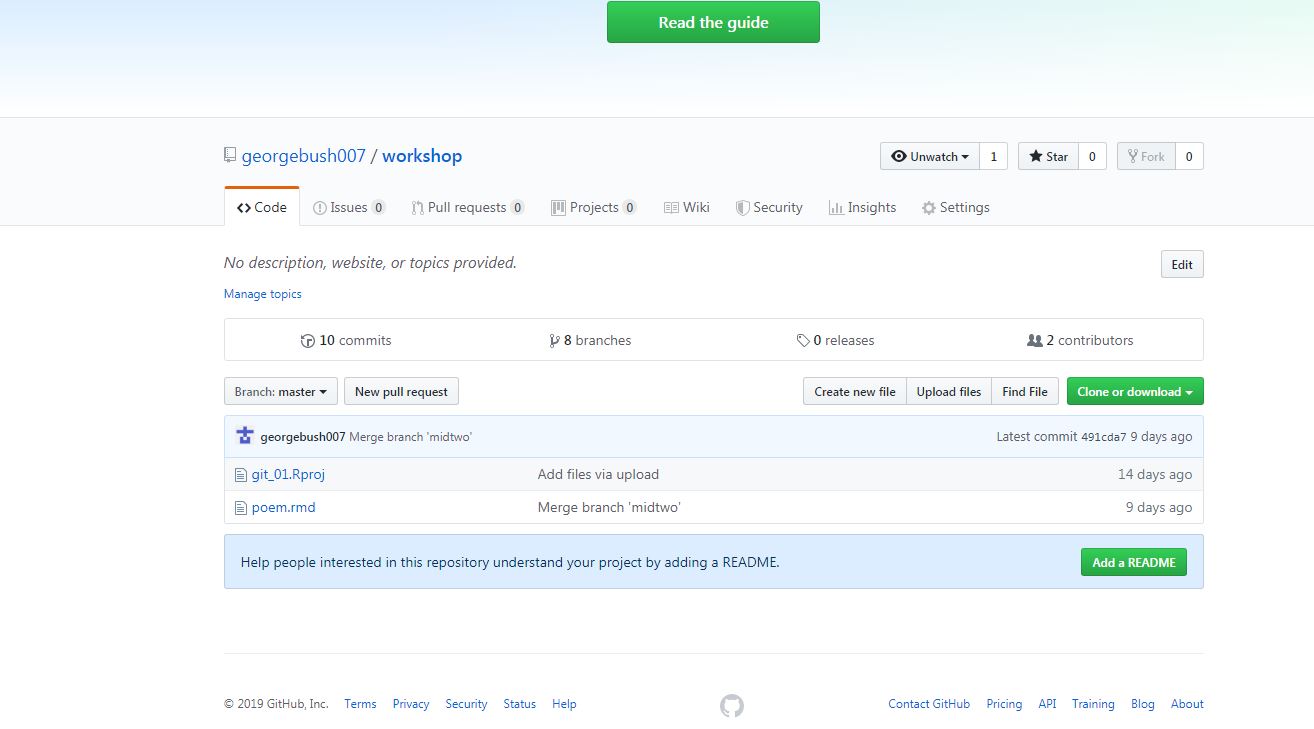 Read the guide
georgebush007 / workshop
Unwatch 1 Star 0 Fork 0
Code Issues 0 Pull requests 0 Projects 0 Wiki Security Insights Settings
No description, website, or topics provided. Edit
Manage topics
10 commits 8 branches 0 releases 2 contributors
Branch: master New pull request Create new file Upload files Find File Clone or download
georgebush007 Merge branch 'midtwo' Latest commit 491cda7 9 days ago
git_01.Rproj Add files via upload 14 days ago
poem.rmd Merge branch 'midtwo' 9 days ago
Help people interested in this repository understand your project by adding a README. Add a README
© 2019 GitHub, Inc. Terms Privacy Security Status Help Contact GitHub Pricing API Training Blog About